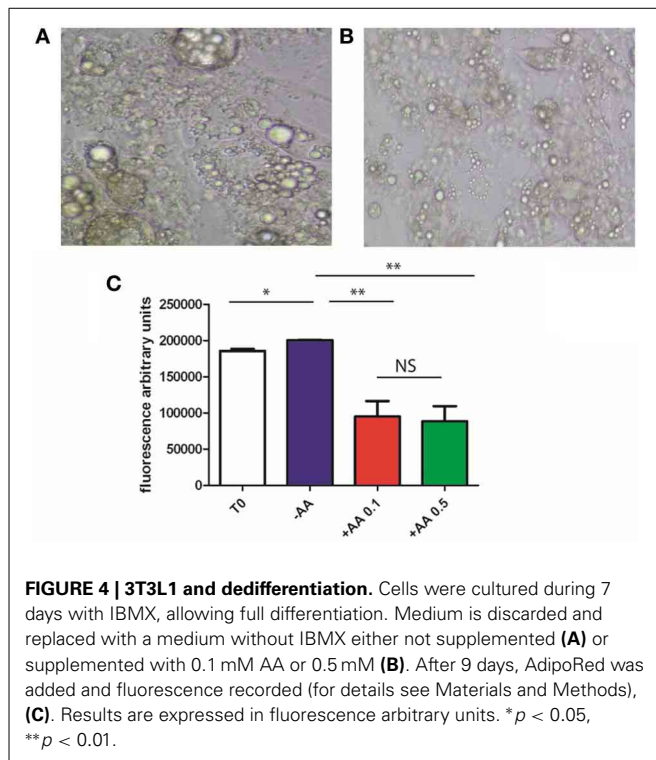 A
B
C
**
*
**
NS
fluorescence arbitrary units
250000
200000
150000
100000
50000
0
T0
-AA
+AA 0.1
+AA 0.5
FIGURE 4 | 3T3L1 and dedifferentiation. Cells were cultured during 7
days with IBMX, allowing full differentiation. Medium is discarded and
replaced with a medium without IBMX either not supplemented (A) or
supplemented with 0.1 mM AA or 0.5 mM (B). After 9 days, AdipoRed was
added and fluorescence recorded (for details see Materials and Methods),
(C). Results are expressed in fluorescence arbitrary units. *p < 0.05,
**p < 0.01.